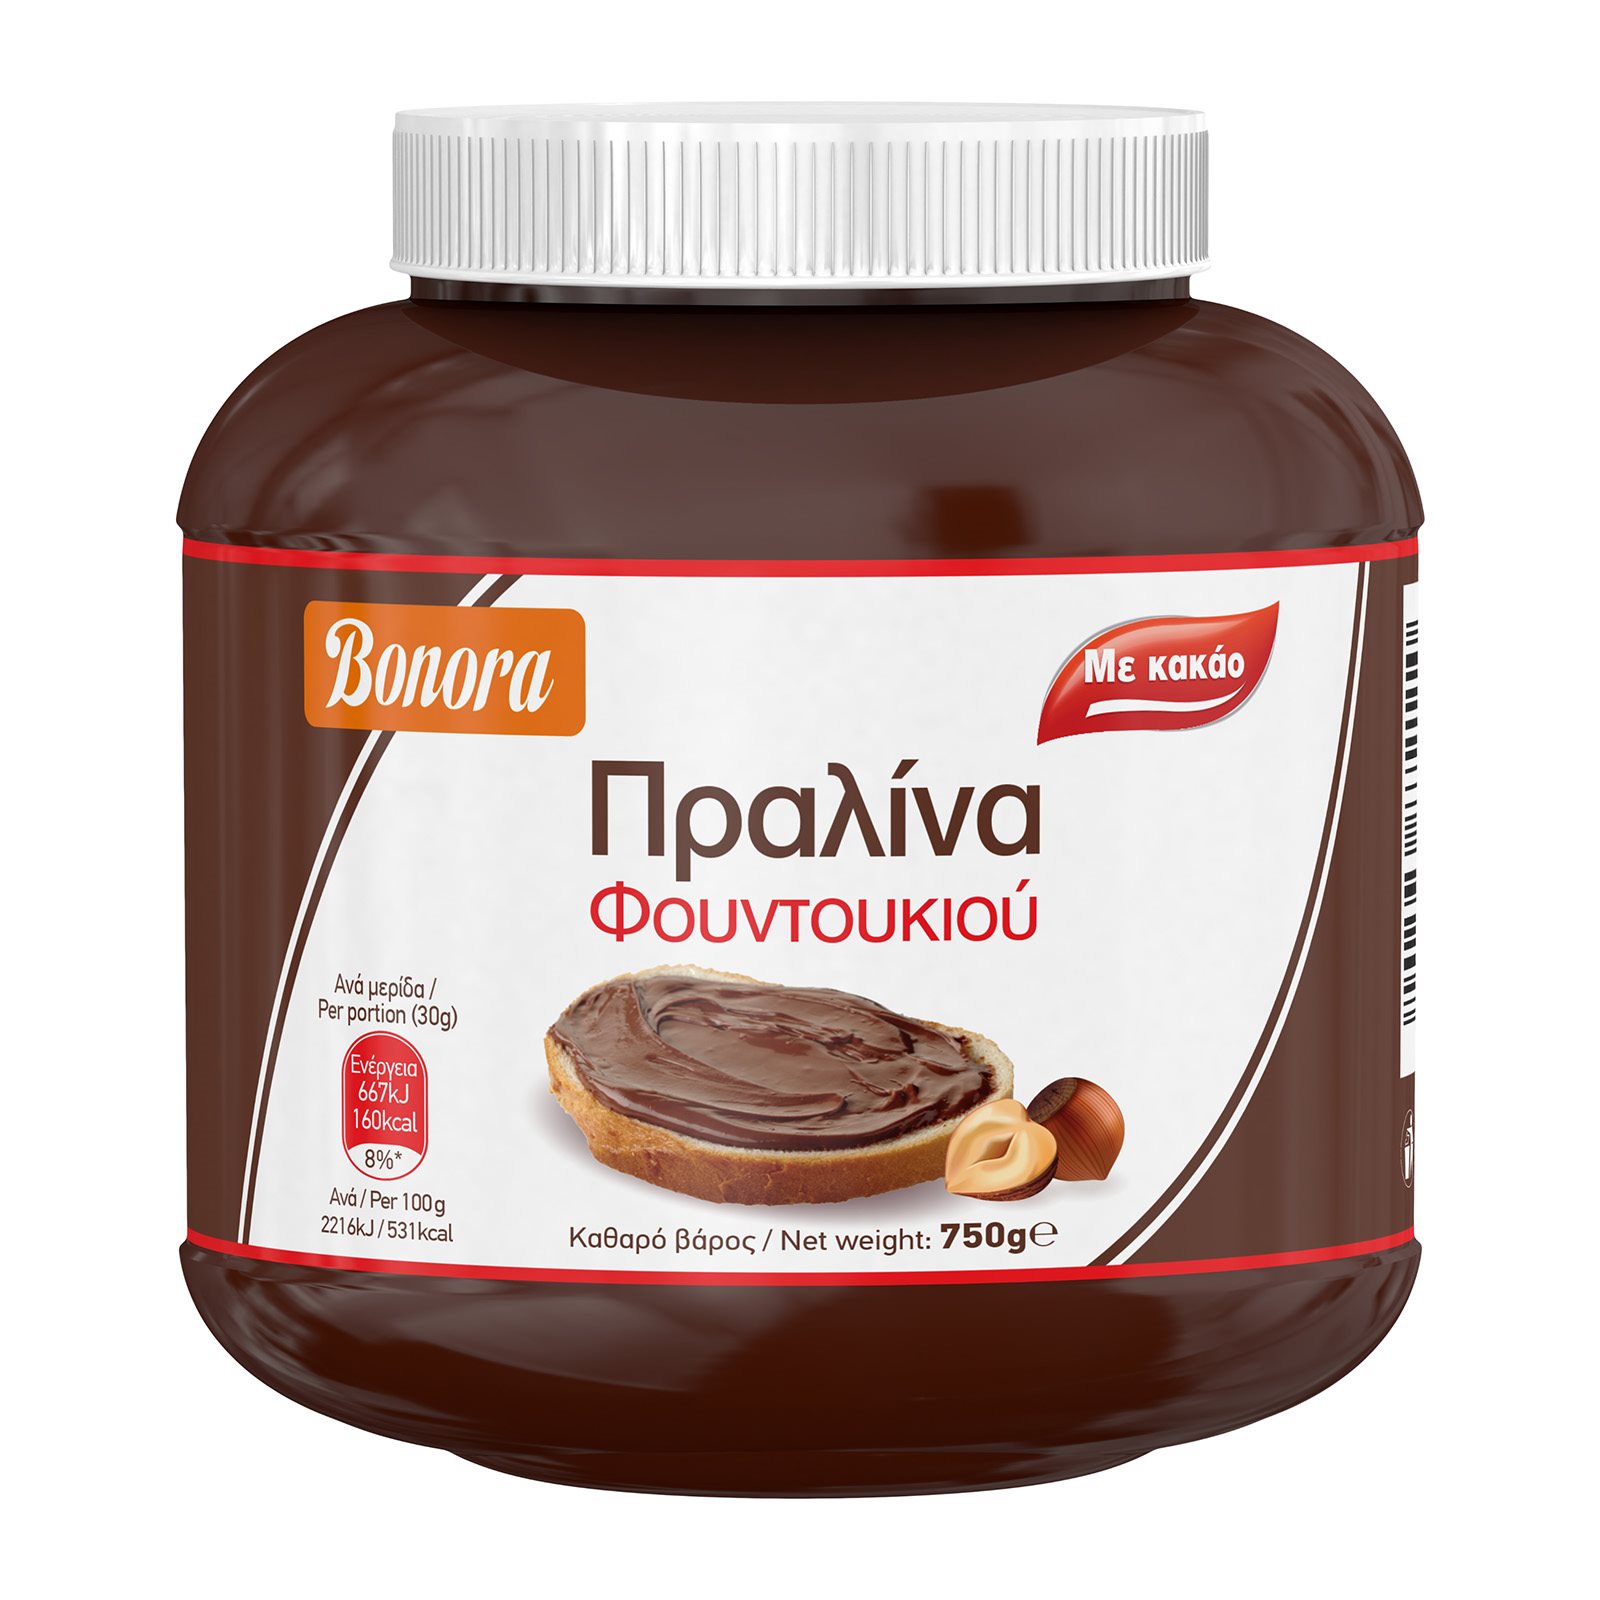 Bonora
Με κακάο
Πραλίνα
Φουντουκιού
Ανά μερίδα /
Per portion (30g)
Ενέργεια
667kJ
160kcal
8%*
Ανά / Per 100g
2216kJ / 531kcal
Καθαρό βάρος / Net weight: 750g℮